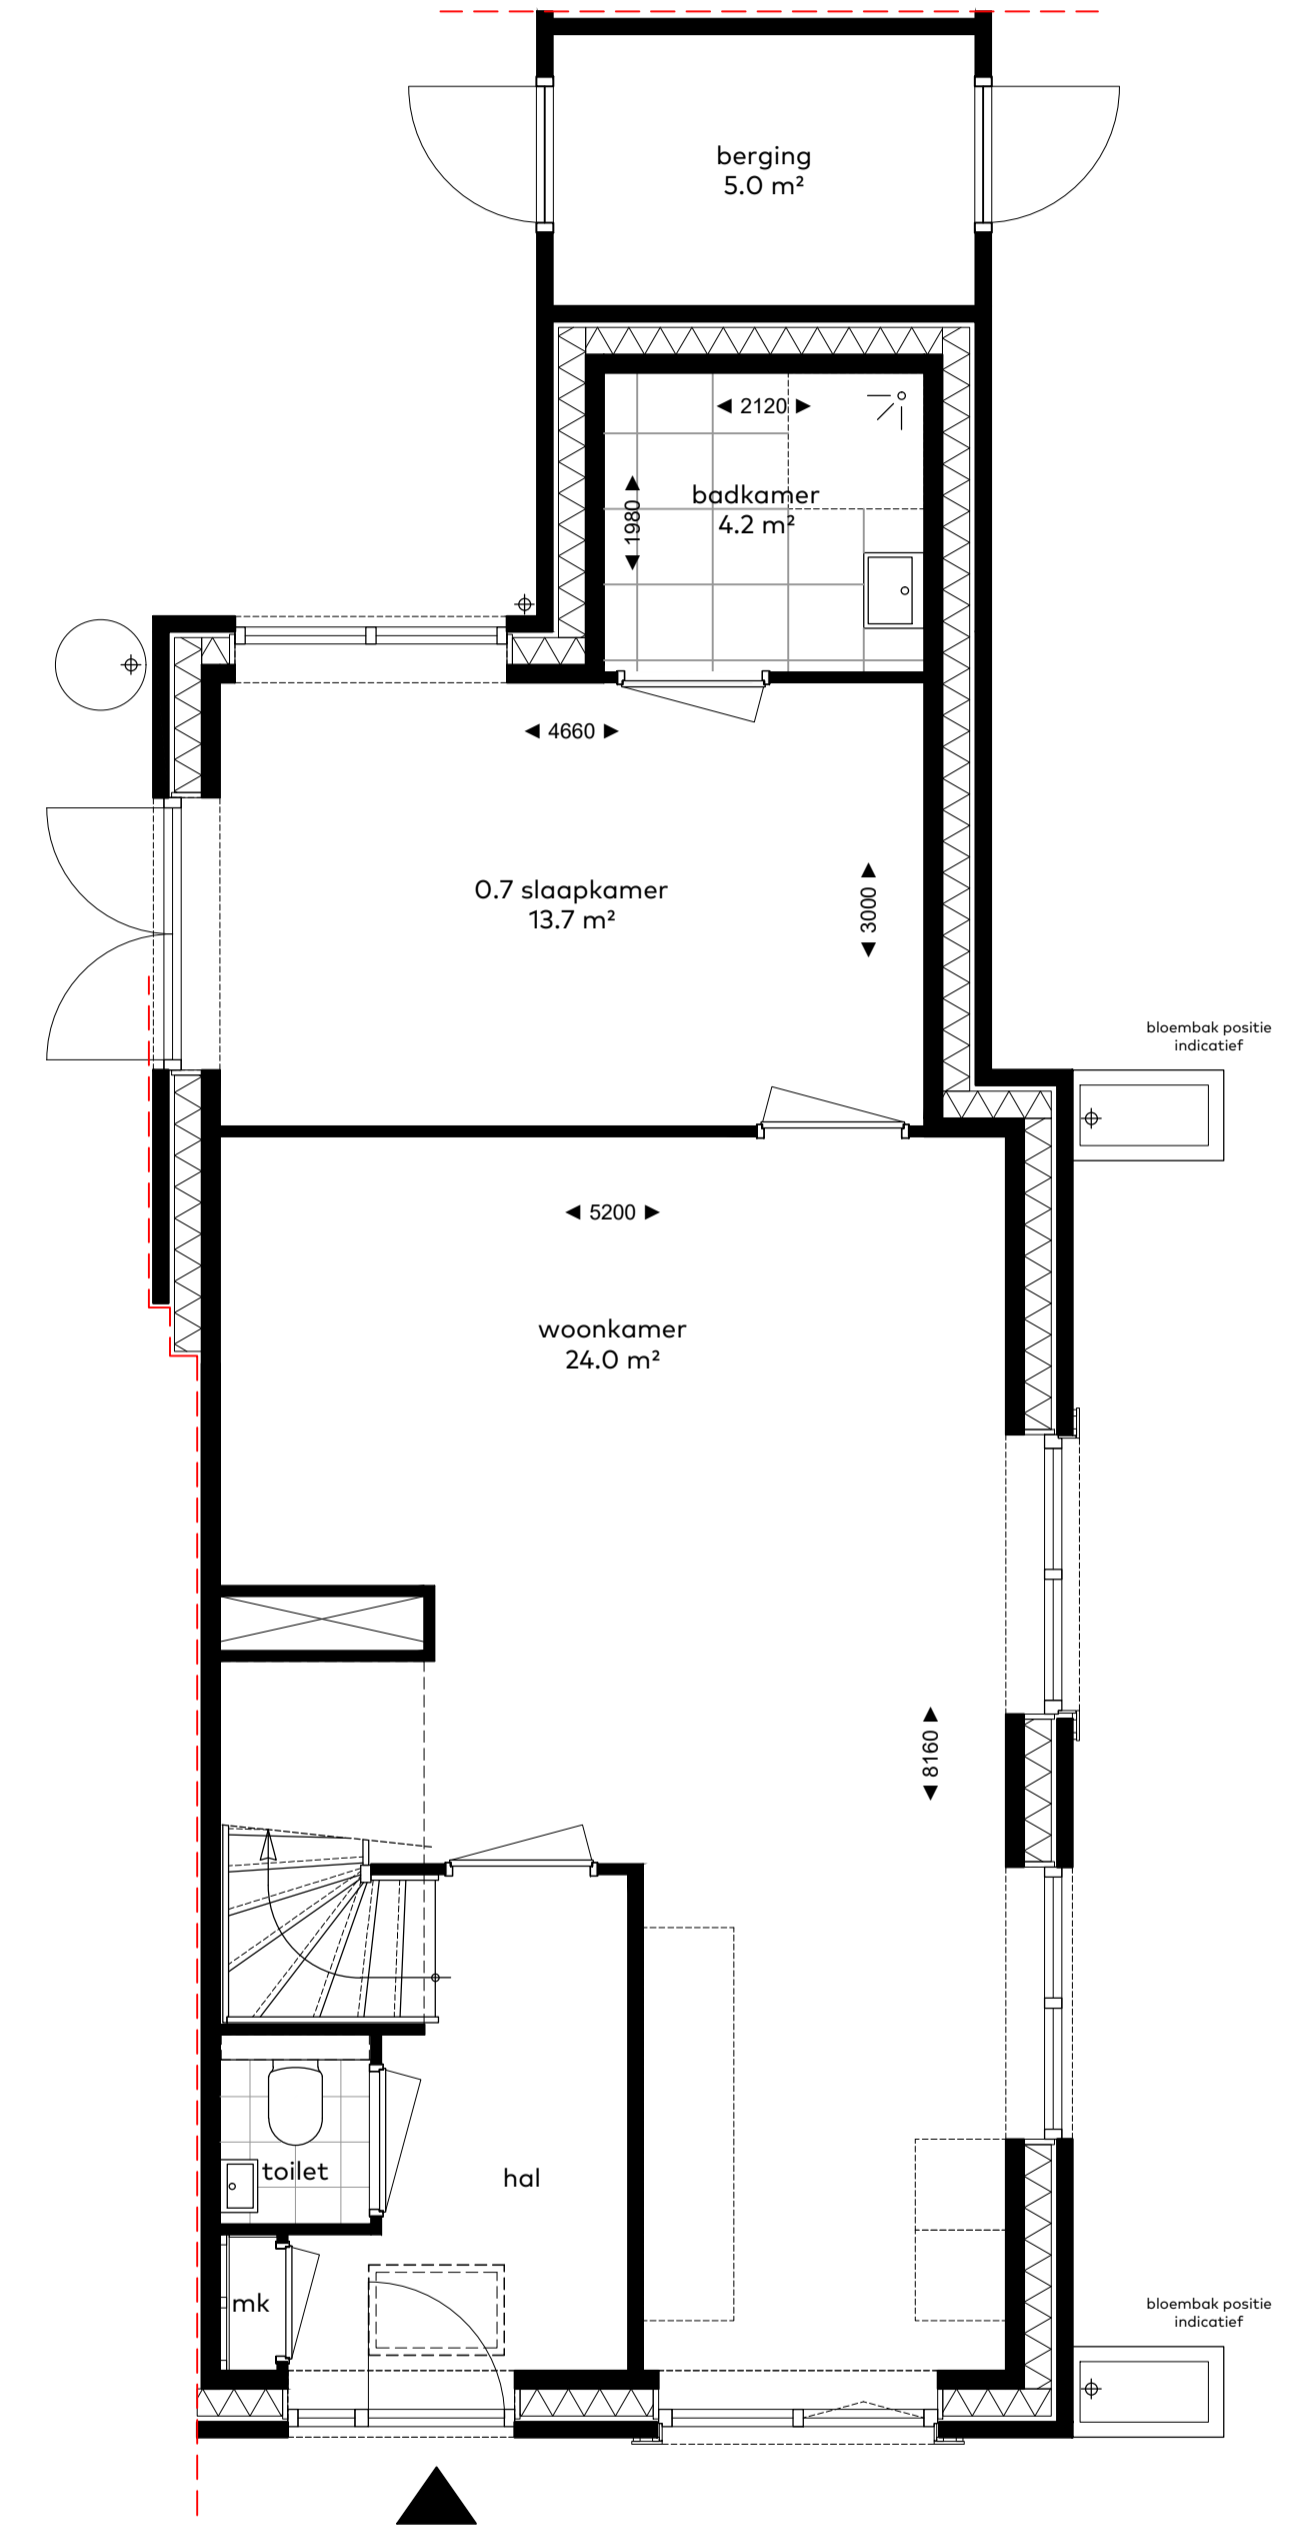 berging
5.0 m²
2120
1980
badkamer
4.2 m²
4660
0.7 slaapkamer
13.7 m²
3000
bloembak positie
indicatief
5200
woonkamer
24.0 m²
8160
toilet
hal
mk
bloembak positie
indicatief